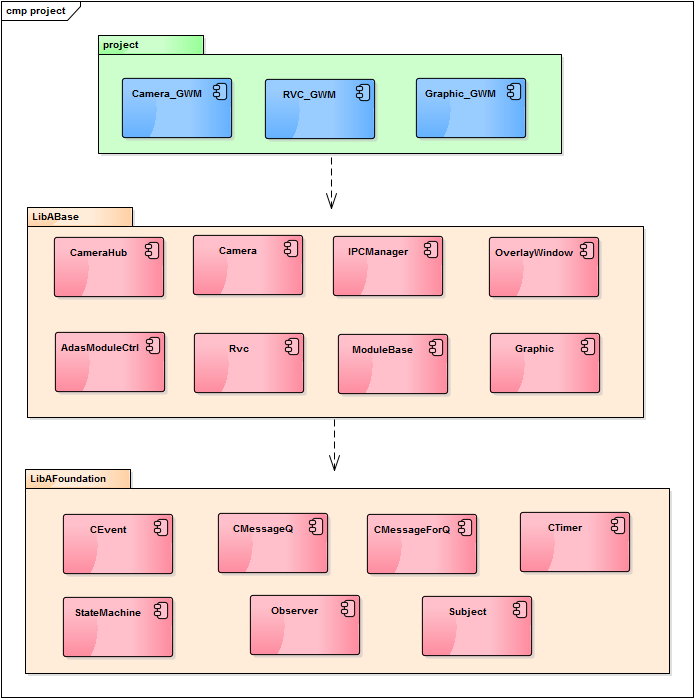 cmp project
project
Camera_GWM
RVC_GWM
Graphic_GWM
LibABase
CameraHub
Camera
IPCManager
OverlayWindow
AdasModuleCtrl
Rvc
ModuleBase
Graphic
LibAFoundation
CEvent
CMessageQ
CMessageForQ
CTimer
StateMachine
Observer
Subject